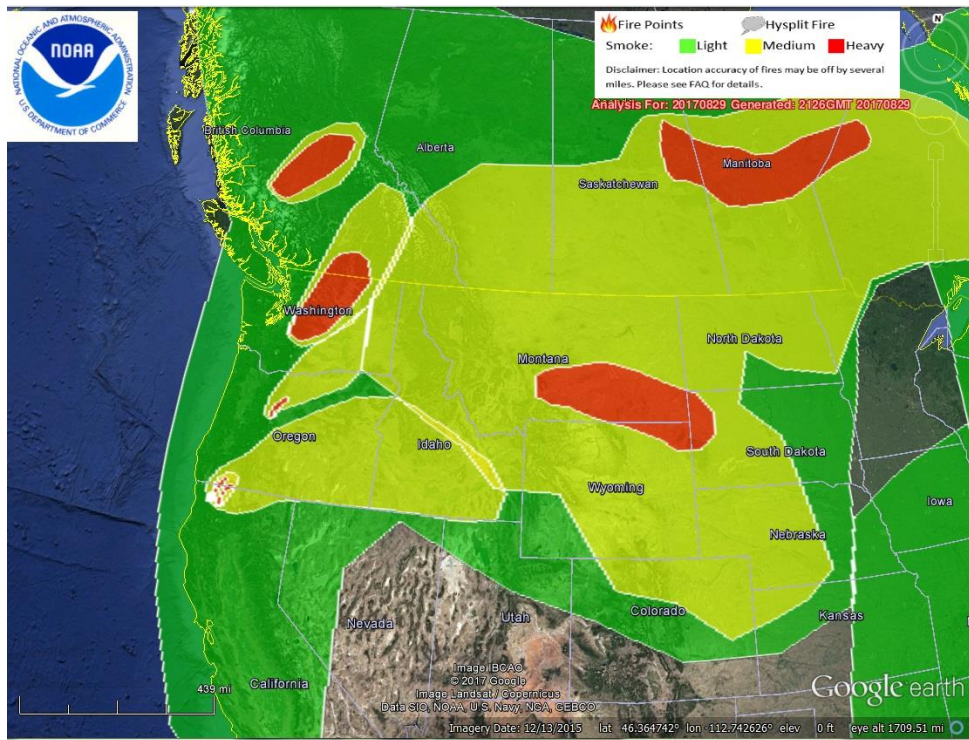 NATIONAL OCEANIC AND ATMOSPHERIC ADMINISTRATION
NOAA
U.S. DEPARTMENT OF COMMERCE
Fire Points Hysplit Fire
Smoke: Light Medium Heavy
Disclaimer: Location accuracy of fires may be off by several
miles. Please see FAQ for details.
N
Analysis For: 20170829 Generated: 2126GMT 20170829
British Columbia
Alberta
Saskatchewan
Manitoba
Washington
Montana
North Dakota
Oregon
Idaho
South Dakota
Wyoming
Iowa
Nebraska
Nevada
Utah
Colorado
Kansas
California
439 mi
Image IBCAO
© 2017 Google
Image Landsat / Copernicus
Data SIO, NOAA, U.S. Navy, NGA, GEBCO
Google earth
Imagery Date: 12/13/2015 lat 46.364742° lon -112.742626° elev 0 ft eye alt 1709.51 mi